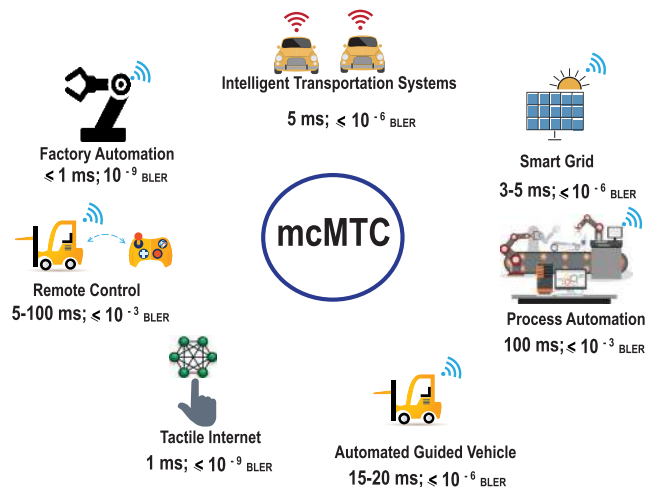 Intelligent Transportation Systems
5 ms; ⩽ 10 -6 BLER
Factory Automation
⩽ 1 ms; 10 -9 BLER
Smart Grid
3-5 ms; ⩽ 10 -6 BLER
mcMTC
Remote Control
5-100 ms; ⩽ 10 -3 BLER
Process Automation
100 ms; ⩽ 10 -3 BLER
Tactile Internet
1 ms; ⩽ 10 -9 BLER
Automated Guided Vehicle
15-20 ms; ⩽ 10 -6 BLER